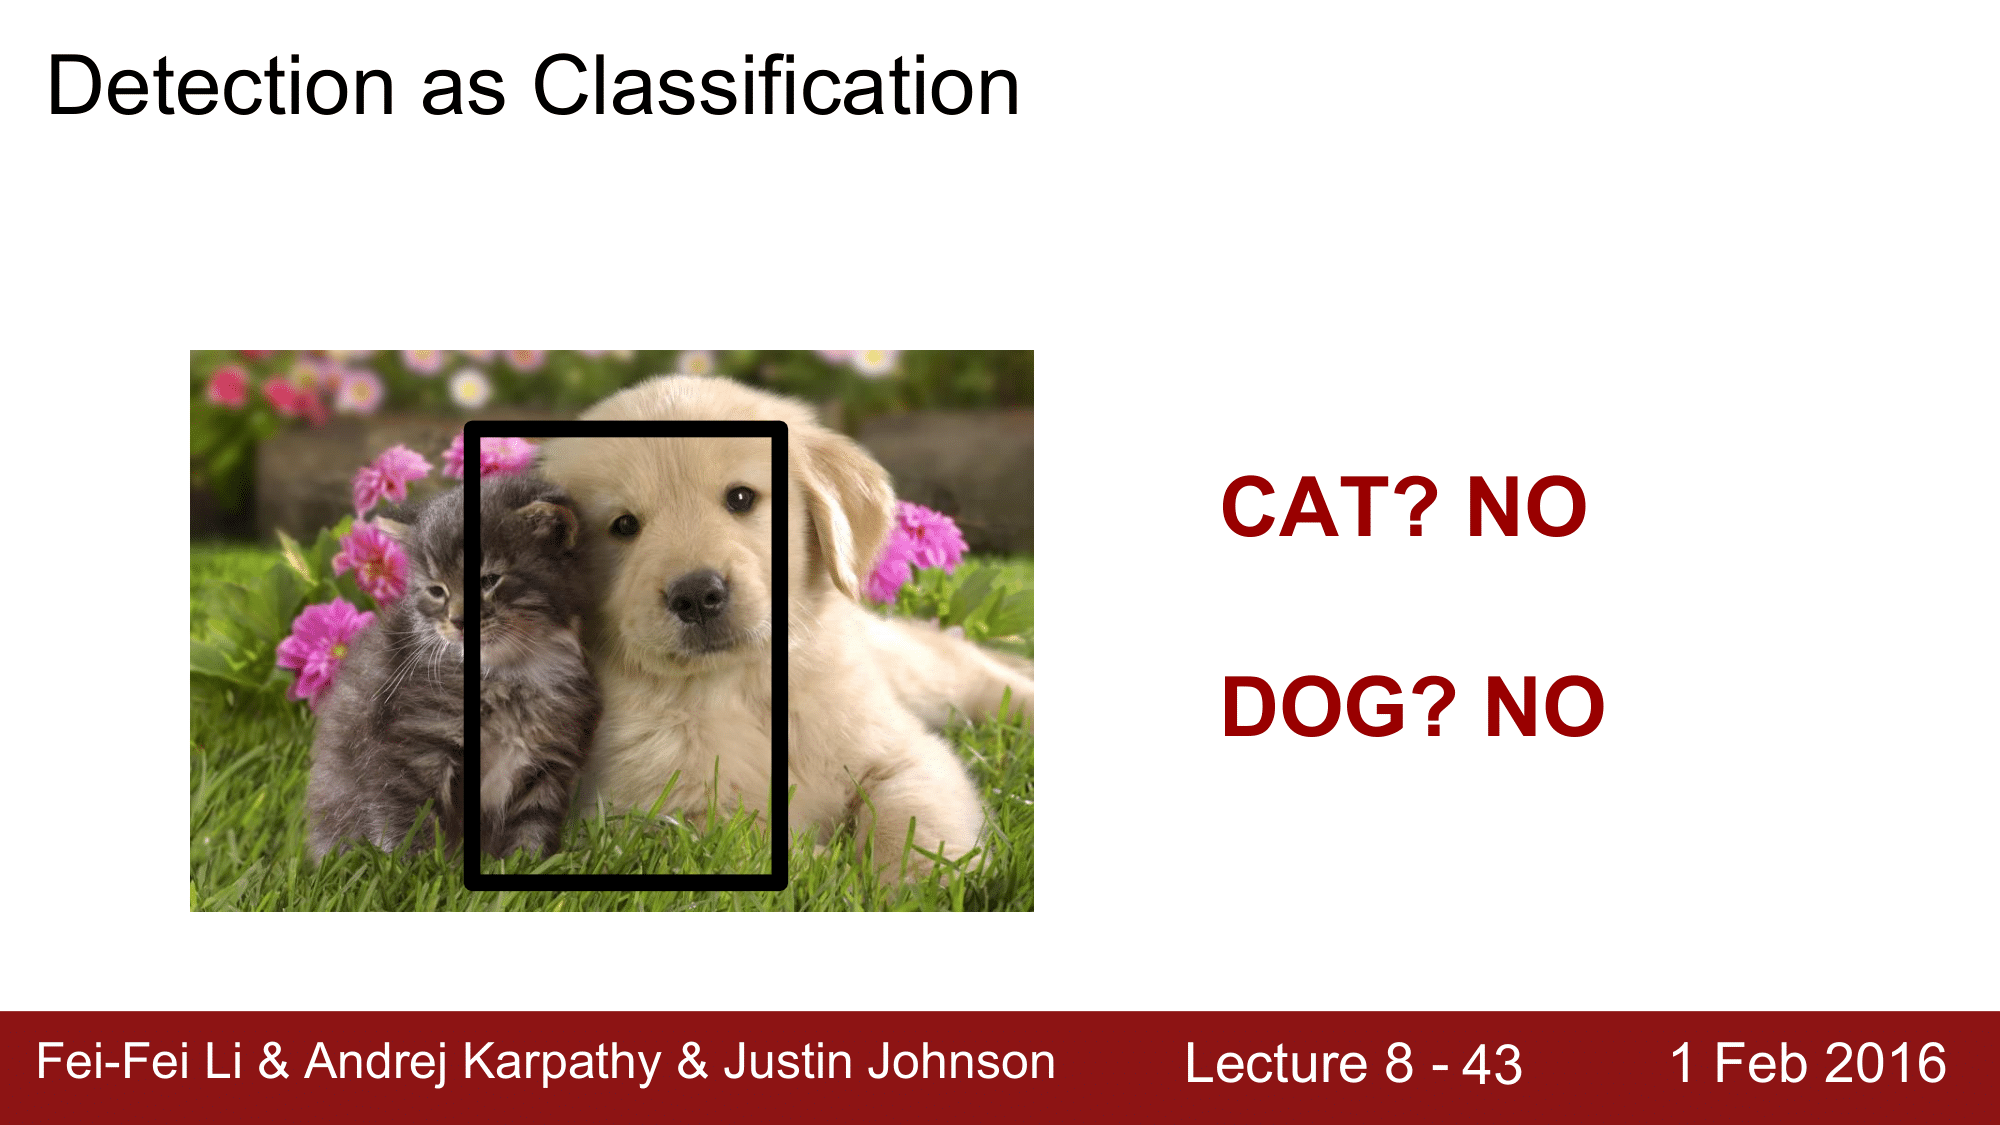 Detection as Classification
CAT? NO
DOG? NO
Fei-Fei Li & Andrej Karpathy & Justin Johnson
Lecture 8 - 43
1 Feb 2016